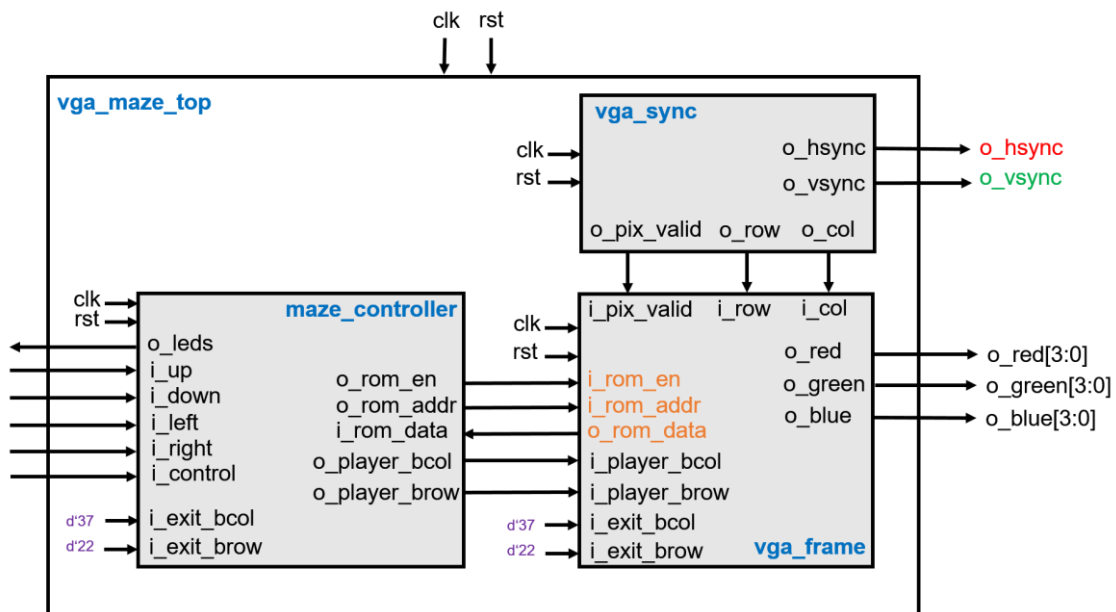 clk rst
vga_maze_top
vga_sync
clk
rst
o_hsync
o_vsync
o_hsync
o_vsync
o_pix_valid o_row o_col
clk
rst
maze_controller
o_leds
i_up
i_down
i_left
i_right
i_control
o_rom_en
o_rom_addr
i_rom_data
o_player_bcol
o_player_brow
d'37 i_exit_bcol
d'22 i_exit_brow
i_pix_valid i_row i_col
clk
rst
i_rom_en
i_rom_addr
o_rom_data
i_player_bcol
i_player_brow
d'37 i_exit_bcol
d'22 i_exit_brow
o_red
o_green
o_blue
vga_frame
o_red[3:0]
o_green[3:0]
o_blue[3:0]